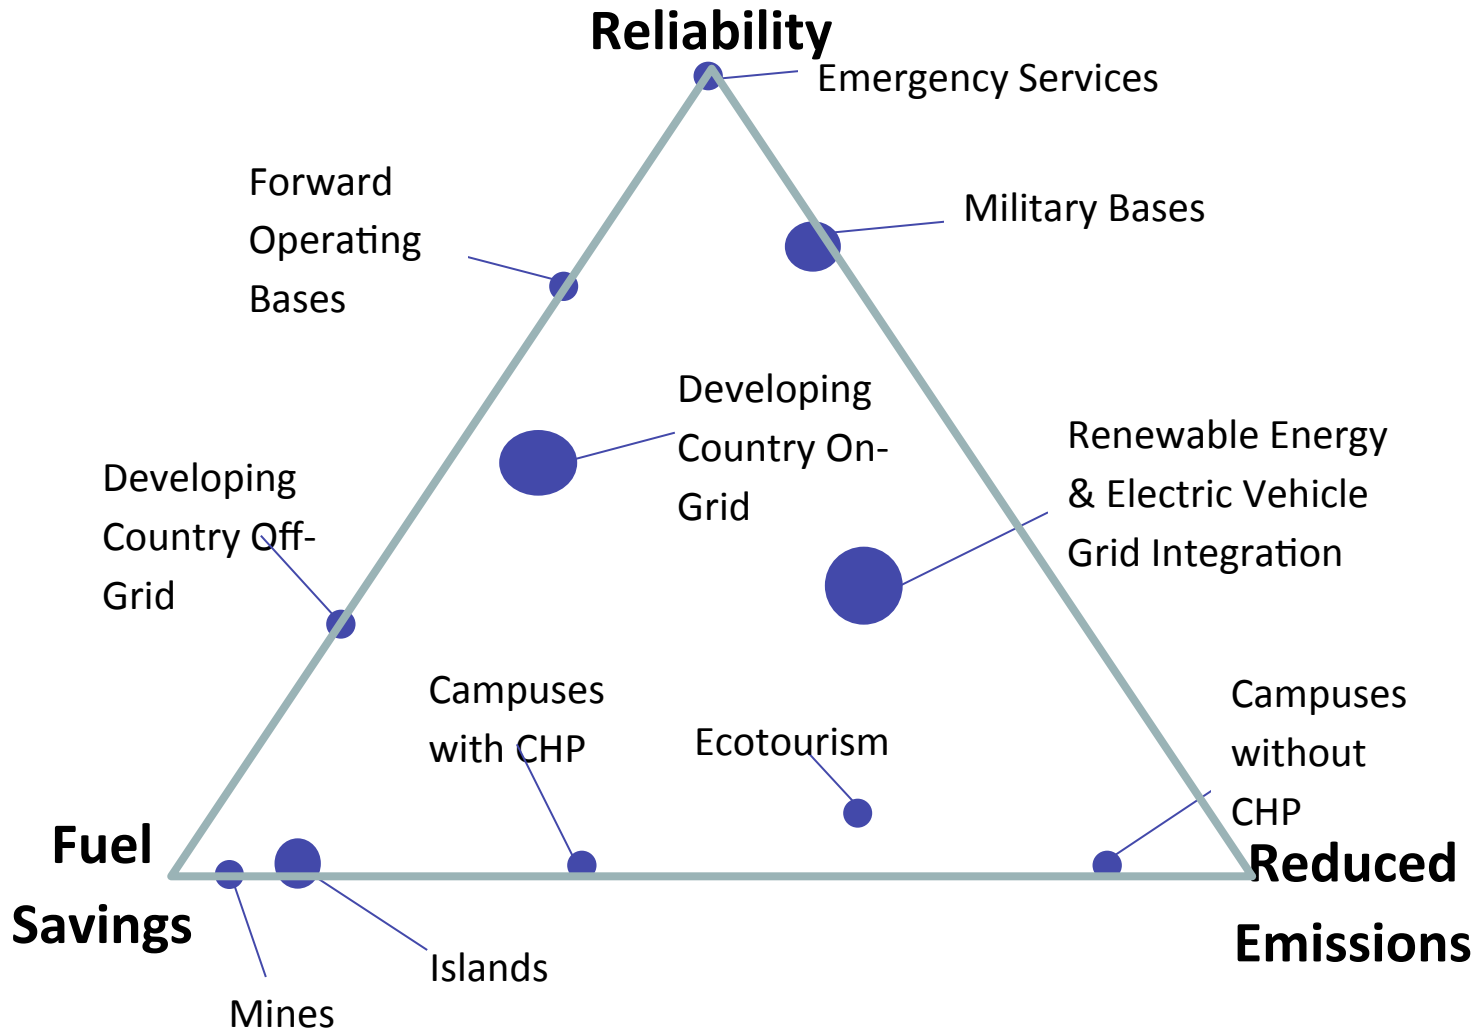 Reliability
Emergency Services
Forward
Operating
Bases
Military Bases
Developing
Country On-
Grid
Renewable Energy
& Electric Vehicle
Grid Integration
Developing
Country Off-
Grid
Campuses
with CHP
Ecotourism
Campuses
without
CHP
Fuel
Savings
Reduced
Emissions
Islands
Mines